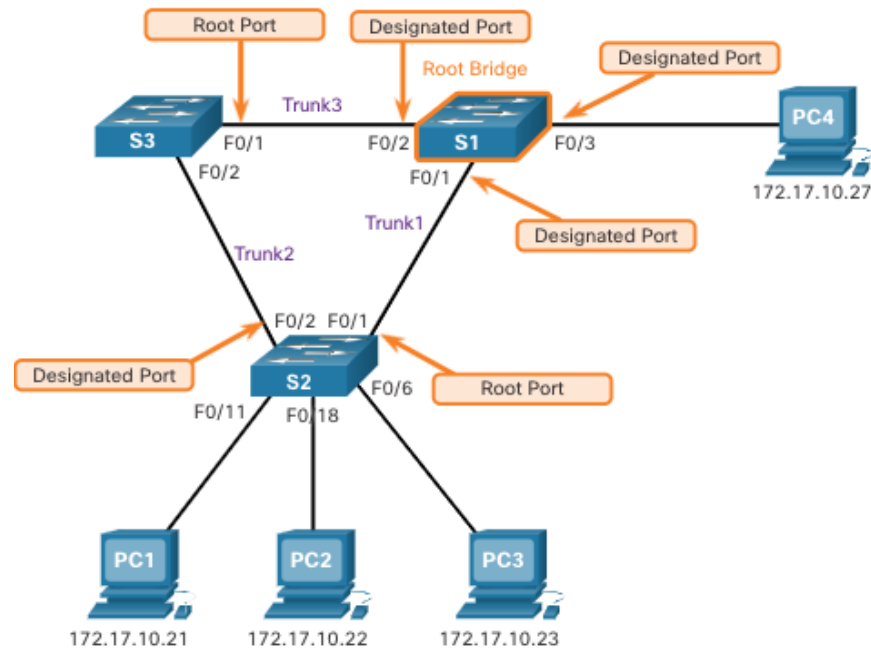 Root Port
Designated Port
Root Bridge
Designated Port
Trunk3
S3
F0/1
F0/2
S1
F0/3
PC4
F0/2
F0/1
172.17.10.27
Trunk1
Designated Port
Trunk2
F0/2
F0/1
Designated Port
S2
F0/6
Root Port
F0/11
F0/18
PC1
PC2
PC3
172.17.10.21
172.17.10.22
172.17.10.23